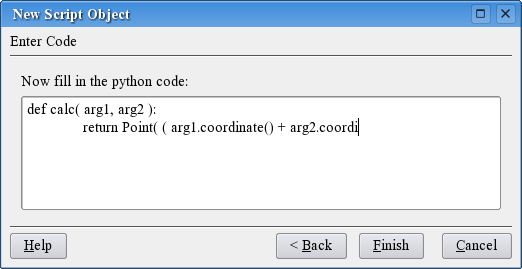 New Script Object
Enter Code
Now fill in the python code:
def calc( arg1, arg2 ):
return Point( ( arg1.coordinate() + arg2.coordi
Help
< Back
Finish
Cancel